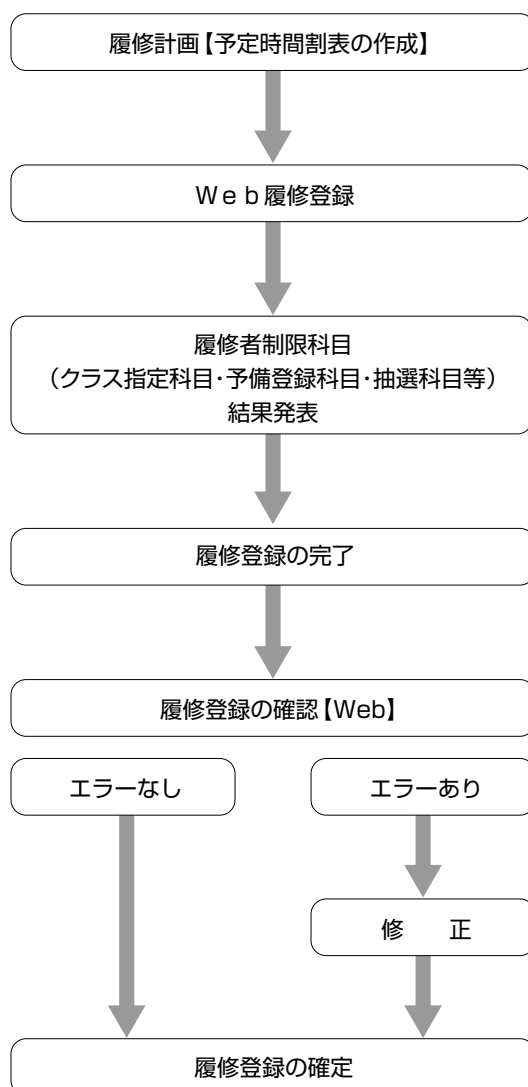 履修計画【予定時間割表の作成】
Ｗｅｂ履修登録
履修者制限科目
（クラス指定科目・予備登録科目・抽選科目等）
結果発表
履修登録の完了
履修登録の確認【Web】
エラーなし
エラーあり
修　　正
履修登録の確定